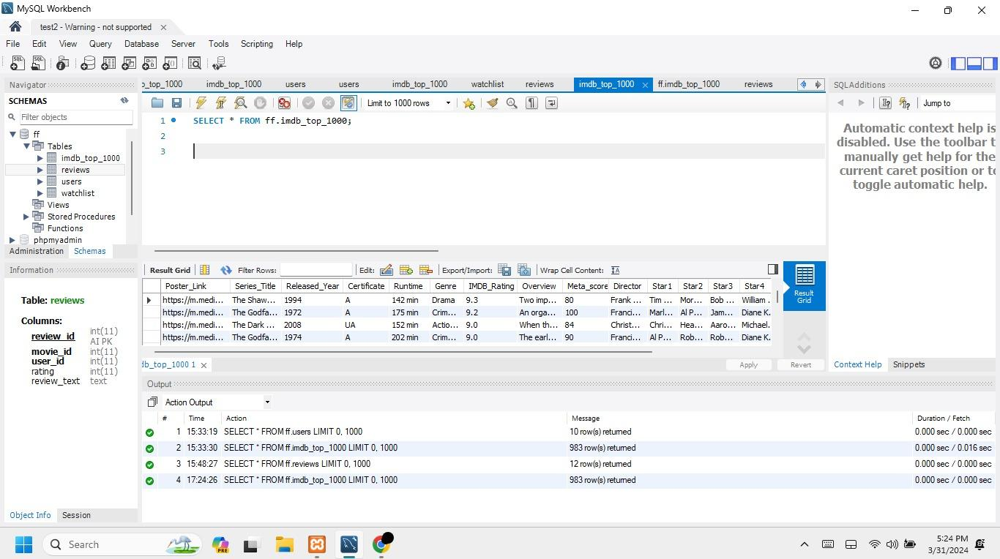 MySQL Workbench
test2 - Warning - not supported
File Edit View Query Database Server Tools Scripting Help
Navigator
SCHEMAS
Filter objects
ff
Tables
imdb_top_1000
reviews
users
watchlist
Views
Stored Procedures
Functions
phpmyadmin
Administration Schemas
Information
Table: reviews
Columns:
review_id int(11)
AI PK
movie_id int(11)
user_id int(11)
rating int(11)
review_text text
Object Info Session
b_top_1000 imdb_top_1000 users users imdb_top_1000 watchlist reviews imdb_top_1000 ff.imdb_top_1000 reviews
Limit to 1000 rows
1 SELECT * FROM ff.imdb_top_1000;
2
3
Result Grid Filter Rows: Edit: Export/Import: Wrap Cell Content: IA
Poster_Link Series_Title Released_Year Certificate Runtime Genre IMDB_Rating Overview Meta_score Director Star1 Star2 Star3 Star4
https://m.medi... The Shaw... 1994 A 142 min Drama 9.3 Two imp... 80 Frank ... Tim ... Mor... Bob ... William .
https://m.medi... The Godfa... 1972 A 175 min Crim... 9.2 An orga... 100 Franci... Marl... Al P... Jam... Diane K.
https://m.medi... The Dark ... 2008 UA 152 min Actio... 9.0 When th... 84 Christ... Chri... Hea... Aaro... Michael.
https://m.medi... The Godfa... 1974 A 202 min Crim... 9.0 The earl... 90 Franci... Al P... Rob... Rob... Diane K.
Result
Grid
db_top_1000 1 Apply Revert
SQLAdditions
Jump to
Automatic context help is
disabled. Use the toolbar t
manually get help for the
current caret position or to
toggle automatic help.
Context Help Snippets
Output
Action Output
# Time Action Message Duration / Fetch
1 15:33:19 SELECT * FROM ff.users LIMIT 0, 1000 10 row(s) returned 0.000 sec / 0.000 sec
2 15:33:30 SELECT * FROM ff.imdb_top_1000 LIMIT 0, 1000 983 row(s) returned 0.000 sec / 0.016 sec
3 15:48:27 SELECT * FROM ff.reviews LIMIT 0, 1000 12 row(s) returned 0.000 sec / 0.000 sec
4 17:24:26 SELECT * FROM ff.imdb_top_1000 LIMIT 0, 1000 983 row(s) returned 0.000 sec / 0.000 sec
Search
PRE
5:24 PM
3/31/2024